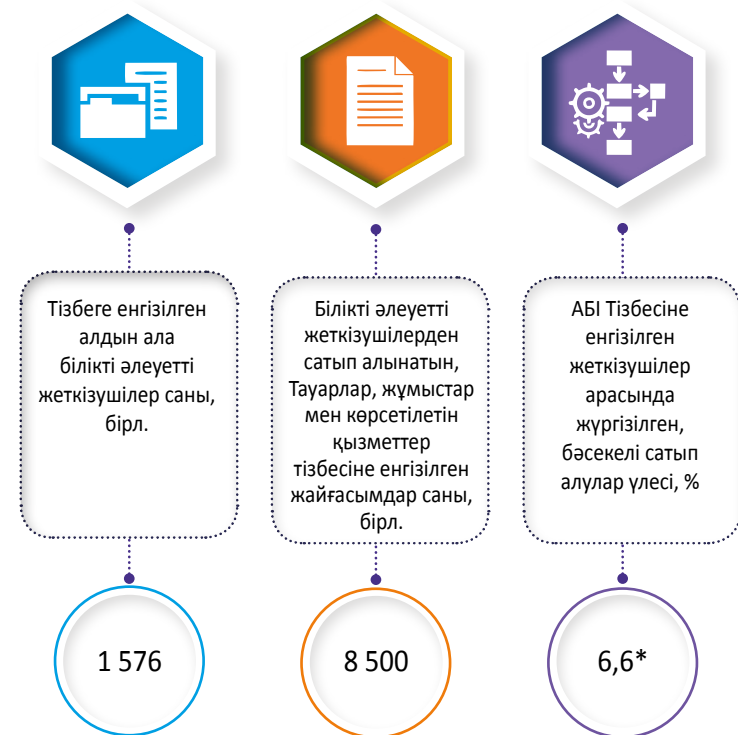 Тізбеге енгізілген
алдын ала
білікті әлеуетті
жеткізушілер саны,
бірл.
1 576
Білікті әлеуетті
жеткізушілерден
сатып алынатын,
Тауарлар, жұмыстар
мен көрсетілетін
қызметтер
тізбесіне енгізілген
жайғасымдар саны,
бірл.
8 500
АБІ Тізбесіне
енгізілген
жеткізушілер
арасында
жүргізілген,
бәсекелі сатып
алулар үлесі, %
6,6*